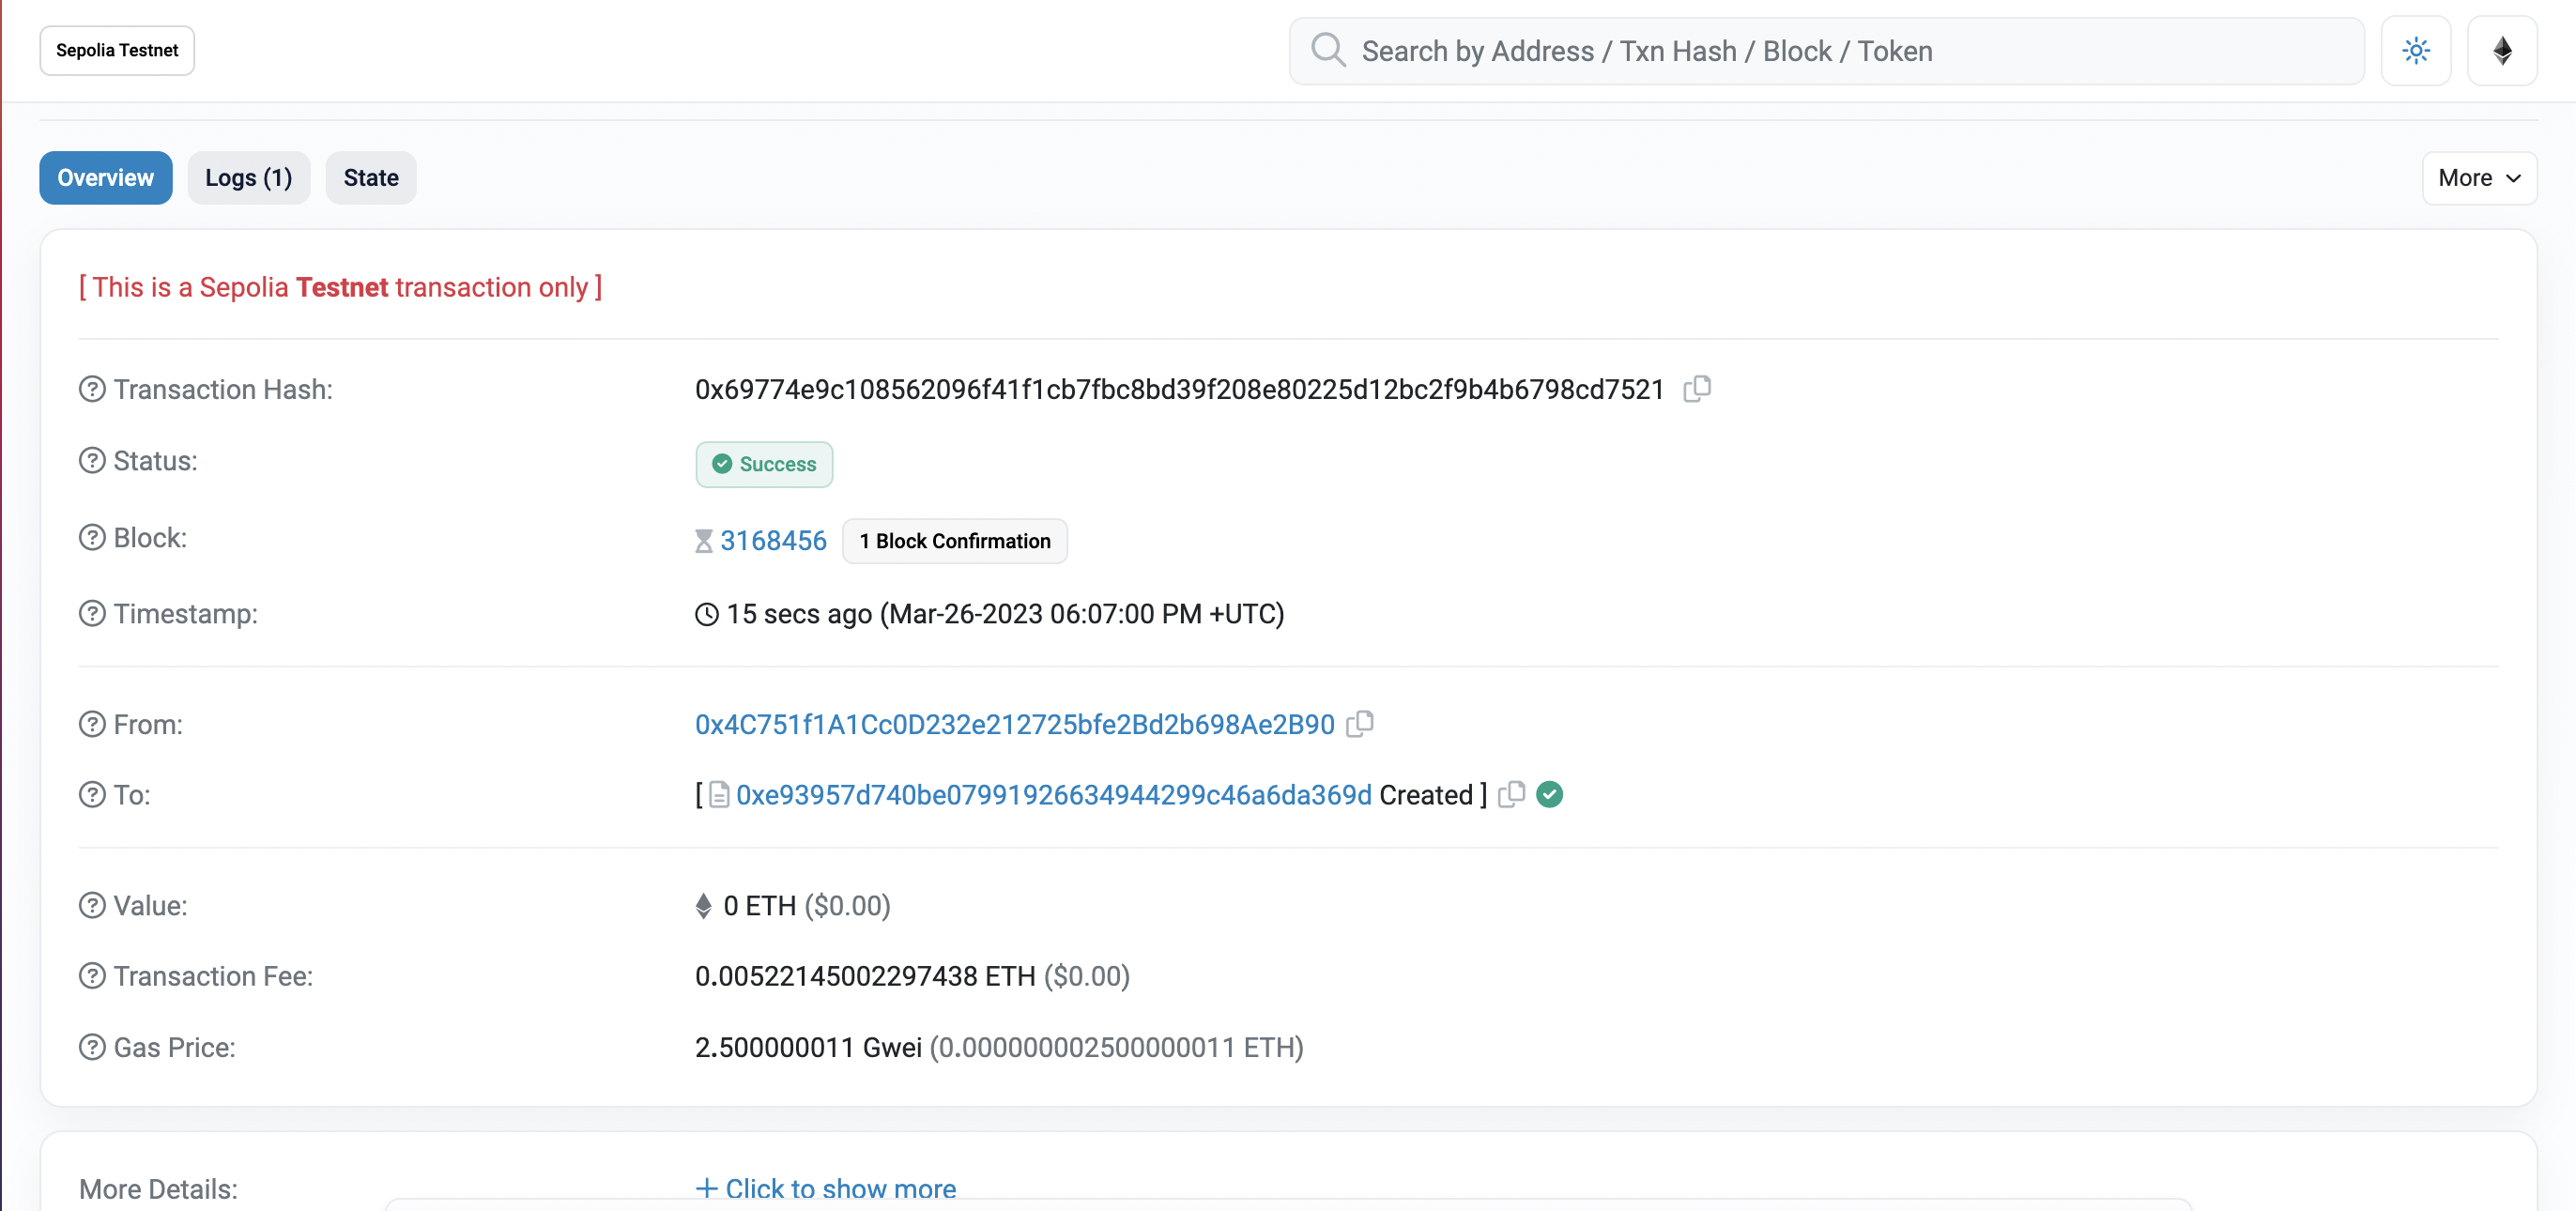 Sepolia Testnet
Search by Address / Txn Hash / Block / Token
Overview
Logs (1)
State
More
[ This is a Sepolia Testnet transaction only ]
Transaction Hash: 0x69774e9c108562096f41f1cb7fbc8bd39f208e80225d12bc2f9b4b6798cd7521
Status: Success
Block: 3168456 1 Block Confirmation
Timestamp: 15 secs ago (Mar-26-2023 06:07:00 PM +UTC)
From: 0x4C751f1A1Cc0D232e212725bfe2Bd2b698Ae2B90
To: [ 0xe93957d740be07991926634944299c46a6da369d Created ]
Value: 0 ETH ($0.00)
Transaction Fee: 0.00522145002297438 ETH ($0.00)
Gas Price: 2.500000011 Gwei (0.000000002500000011 ETH)
More Details: + Click to show more